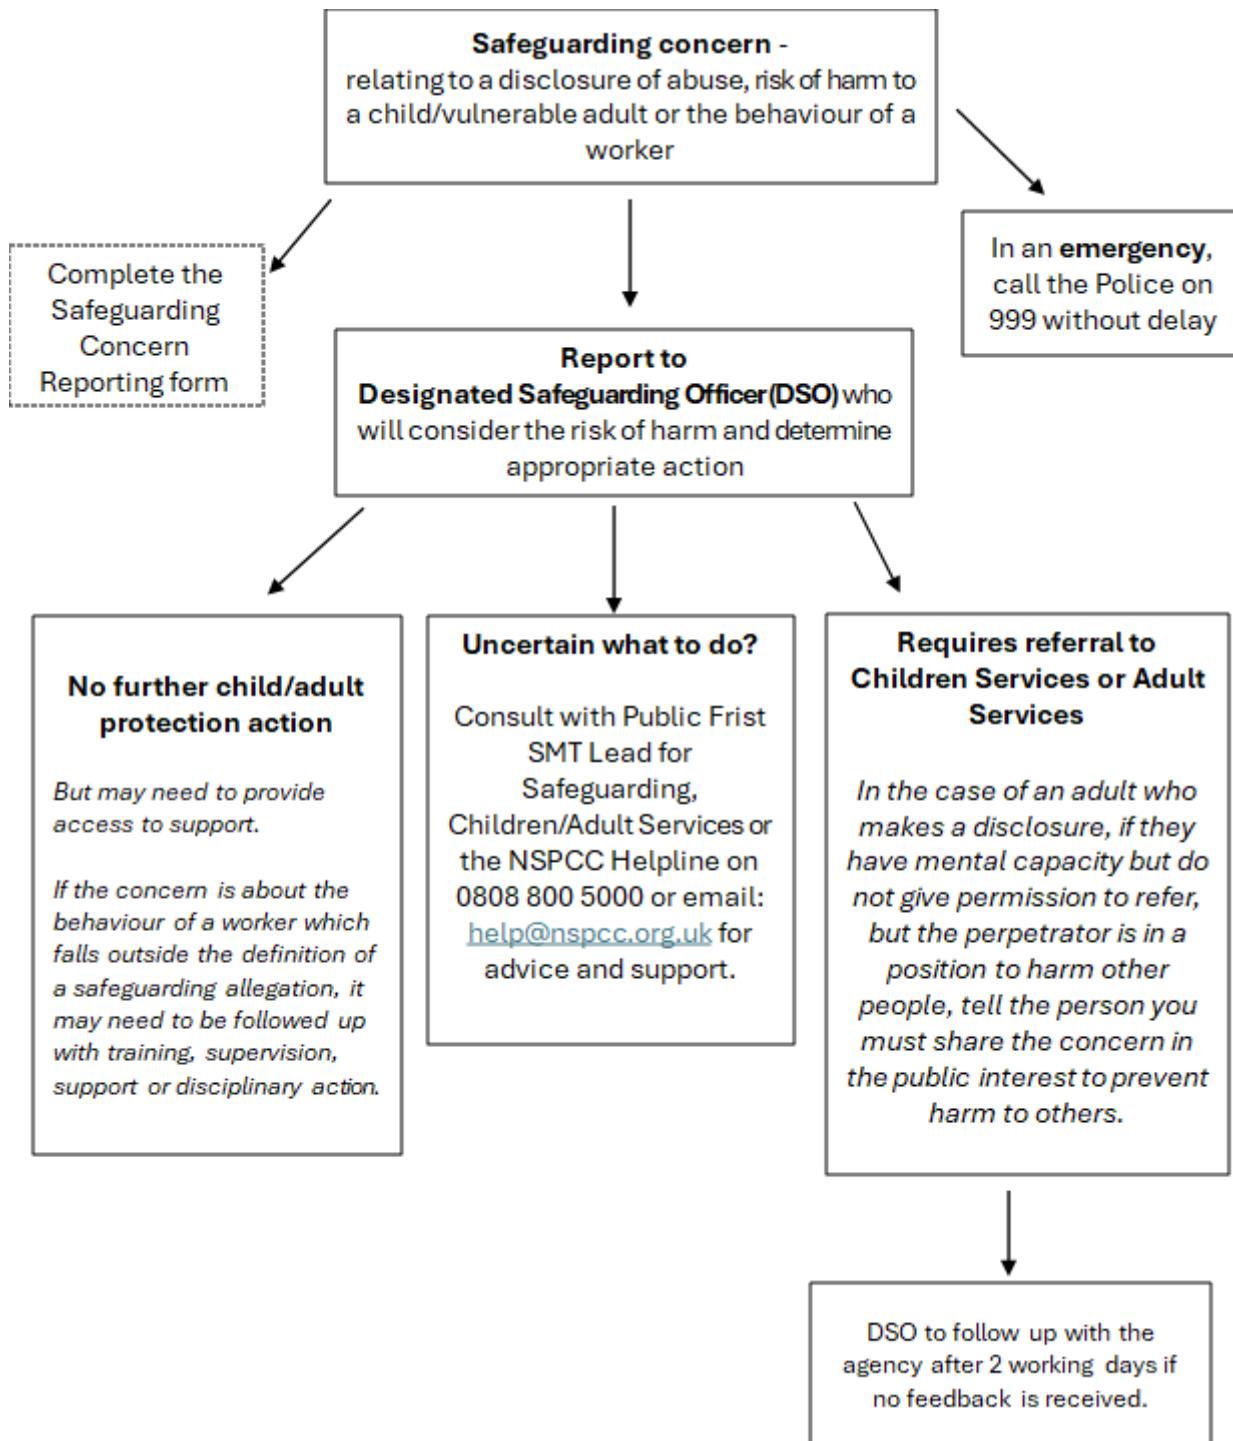 Safeguarding concern -
relating to a disclosure of abuse, risk of harm to
a child/vulnerable adult or the behaviour of a
worker
In an emergency,
call the Police on
999 without delay
Complete the
Safeguarding
Concern
Reporting form
Report to
Designated Safeguarding Officer (DSO) who
will consider the risk of harm and determine
appropriate action
No further child/adult
protection action
But may need to provide
access to support.
If the concern is about the
behaviour of a worker which
falls outside the definition of
a safeguarding allegation, it
may need to be followed up
with training, supervision,
support or disciplinary action.
Uncertain what to do?
Consult with Public Frist
SMT Lead for
Safeguarding,
Children/Adult Services or
the NSPCC Helpline on
0808 800 5000 or email:
help@nspcc.org.uk for
advice and support.
Requires referral to
Children Services or Adult
Services
In the case of an adult who
makes a disclosure, if they
have mental capacity but do
not give permission to refer,
but the perpetrator is in a
position to harm other
people, tell the person you
must share the concern in
the public interest to prevent
harm to others.
DSO to follow up with the
agency after 2 working days if
no feedback is received.